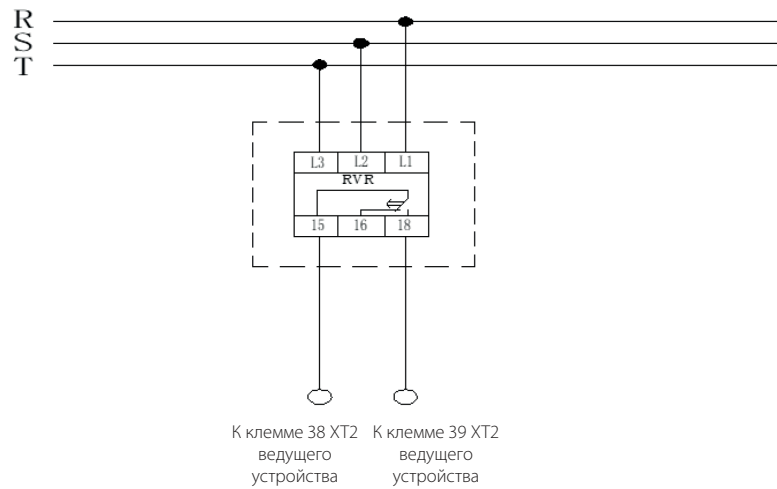 R
S
T
L3 L2 L1
RVR
15 16 18
К клемме 38 XT2
ведущего
устройства
К клемме 39 XT2
ведущего
устройства